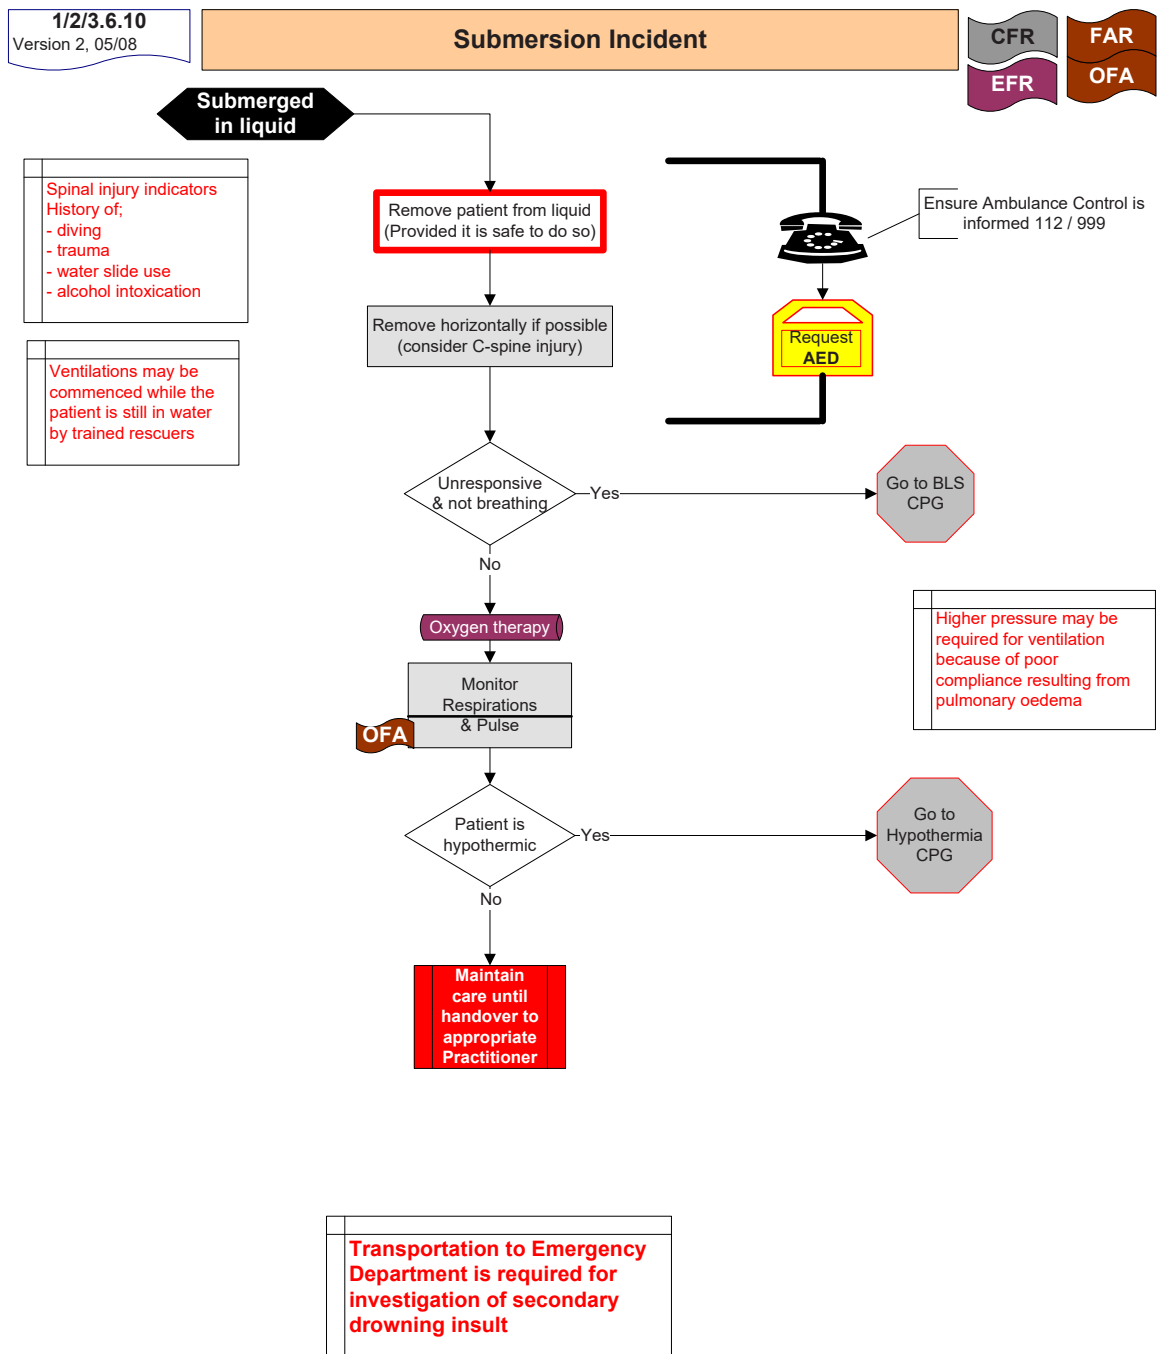 1/2/3.6.10
Version 2, 05/08
Submersion Incident
CFR
FAR
EFR
OFA
Submerged
in liquid
Spinal injury indicators
History of;
- diving
- trauma
- water slide use
- alcohol intoxication
Remove patient from liquid
(Provided it is safe to do so)
Ensure Ambulance Control is
informed 112 / 999
Remove horizontally if possible
(consider C-spine injury)
Request
AED
Ventilations may be
commenced while the
patient is still in water
by trained rescuers
Unresponsive
& not breathing
Yes
Go to BLS
CPG
No
Oxygen therapy
Higher pressure may be
required for ventilation
because of poor
compliance resulting from
pulmonary oedema
Monitor
Respirations
& Pulse
OFA
Patient is
hypothermic
Yes
Go to
Hypothermia
CPG
No
Maintain
care until
handover to
appropriate
Practitioner
Transportation to Emergency
Department is required for
investigation of secondary
drowning insult